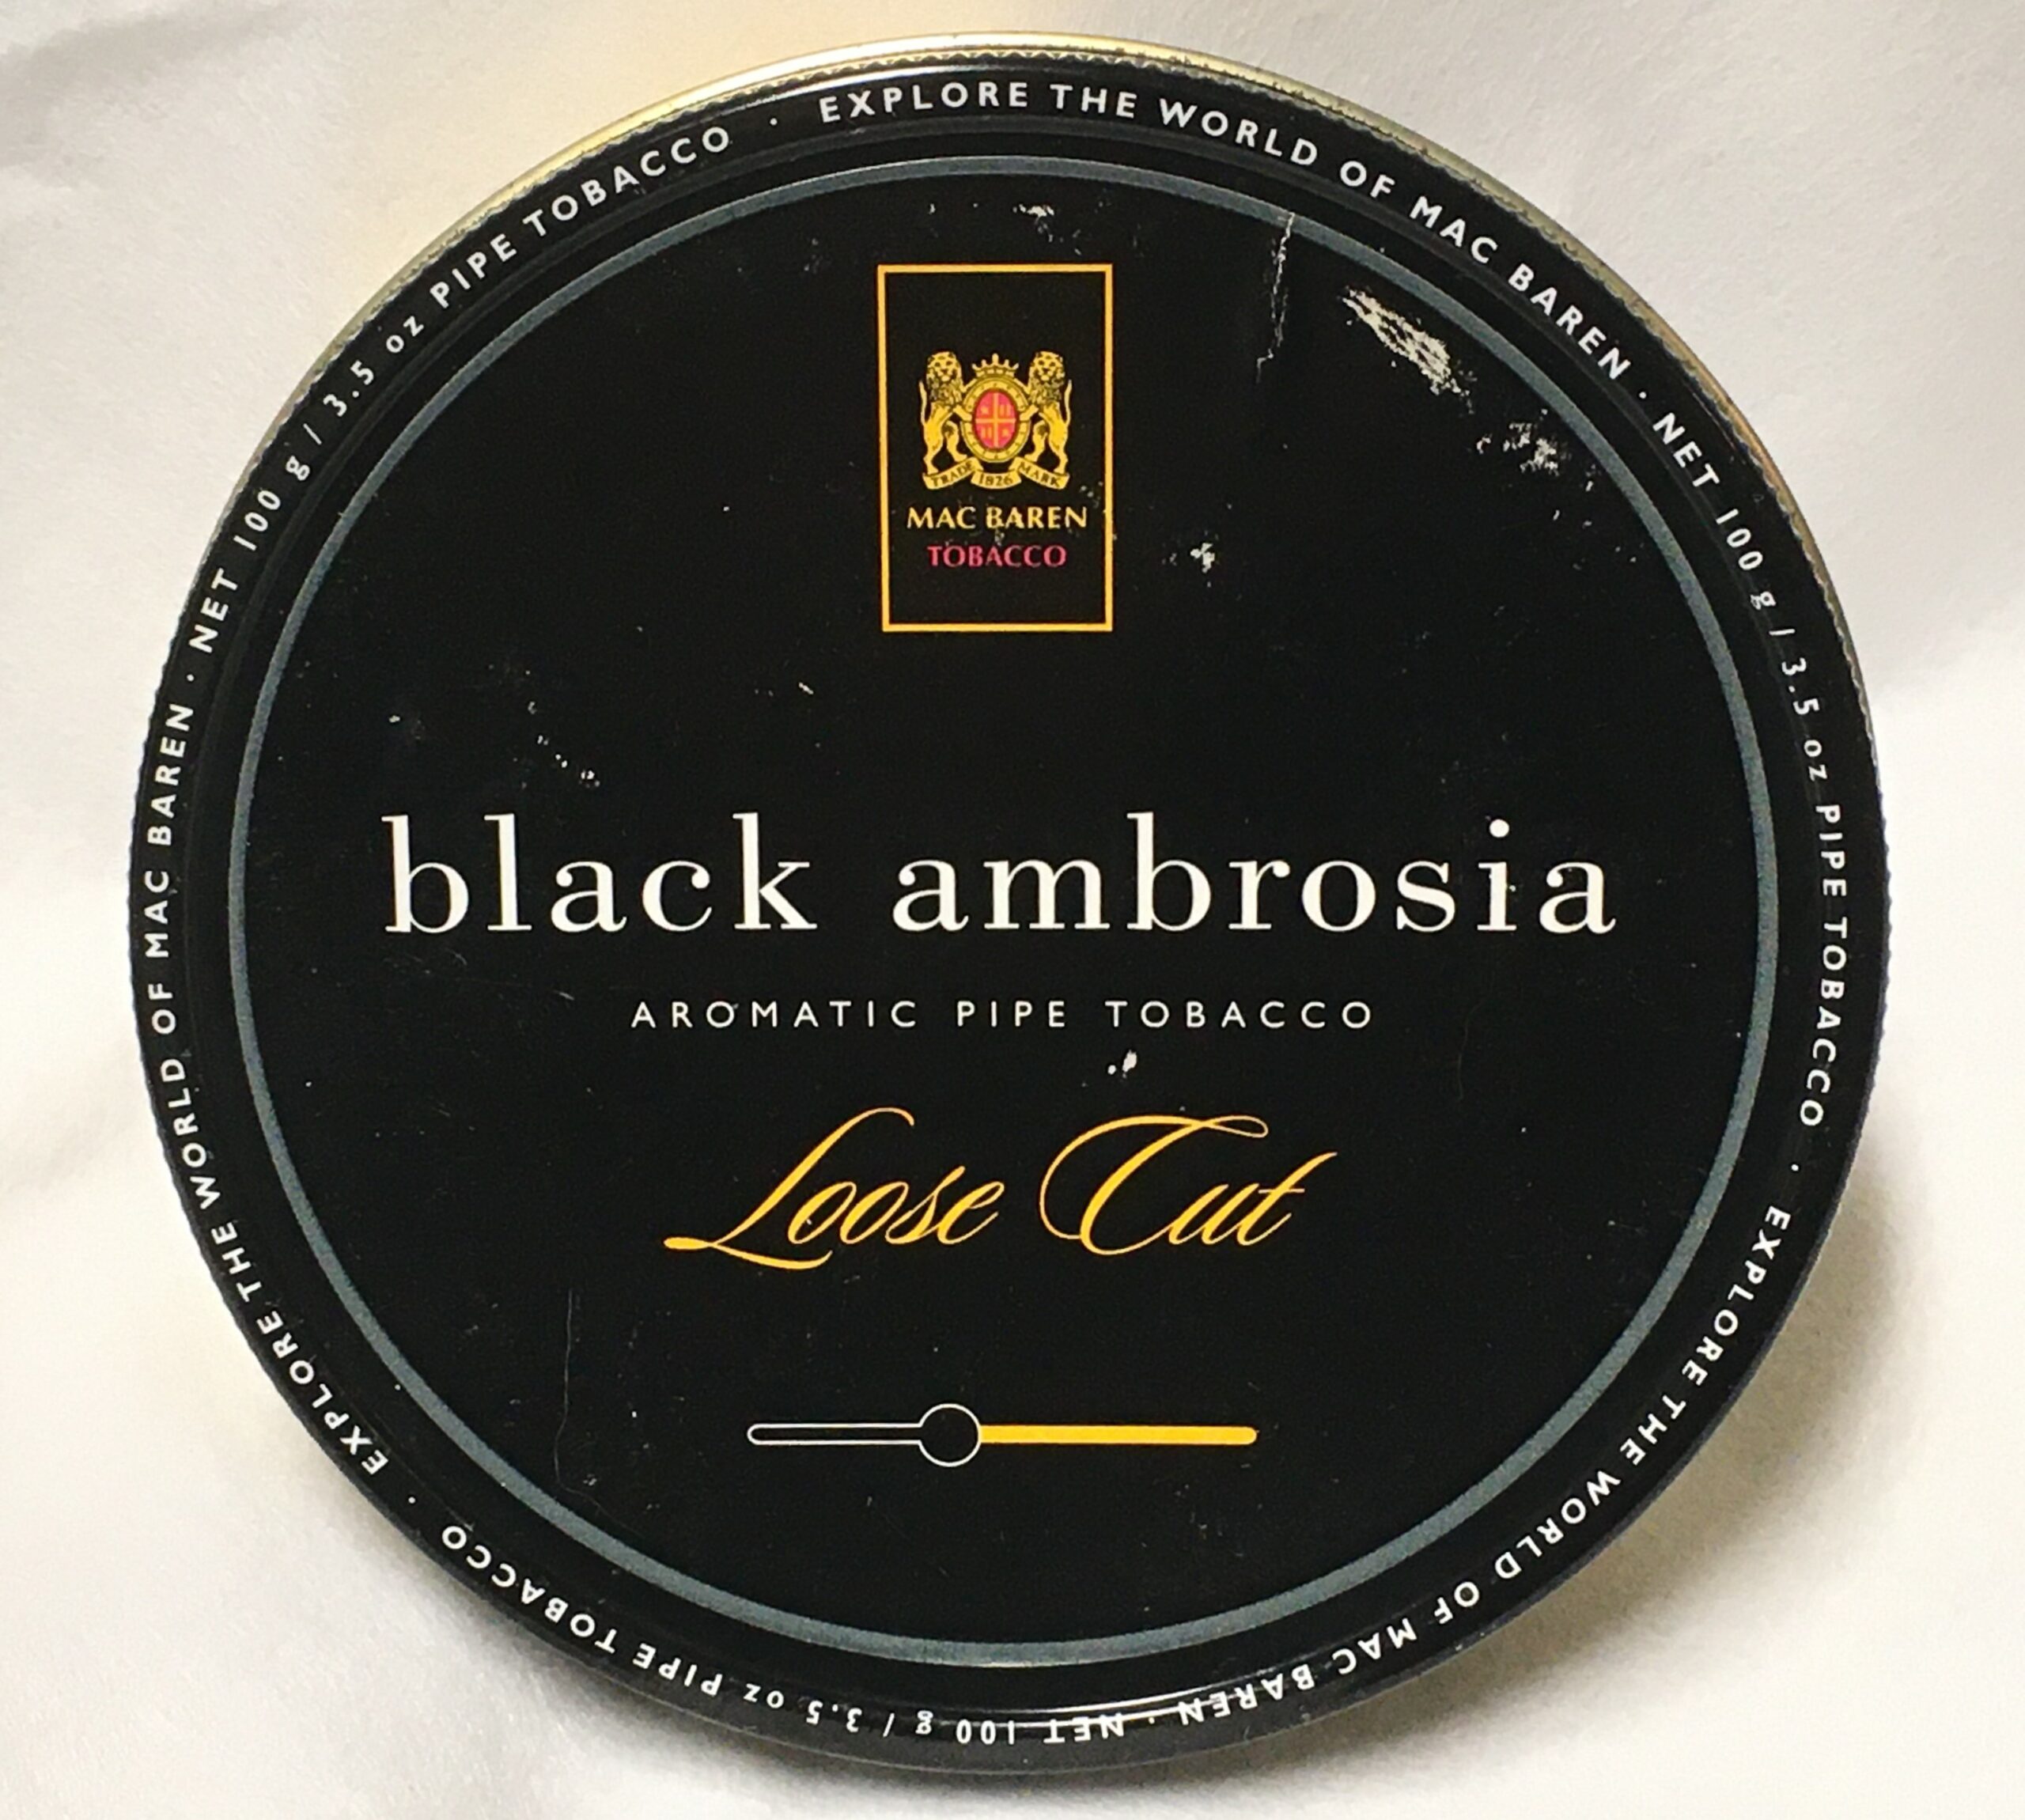 EXPLORE THE WORLD OF MAC BAREN · NET 100 g / 3.5 oz PIPE TOBACCO · EXPLORE THE WORLD OF MAC BAREN · NET 100 g / 3.5 oz PIPE TOBACCO · EXPLORE THE WORLD OF MAC BAREN · NET 100 g / 3.5 oz PIPE TOBACCO ·
TRADE 1826 MARK
MAC BAREN
TOBACCO
black ambrosia
AROMATIC PIPE TOBACCO
Loose Cut